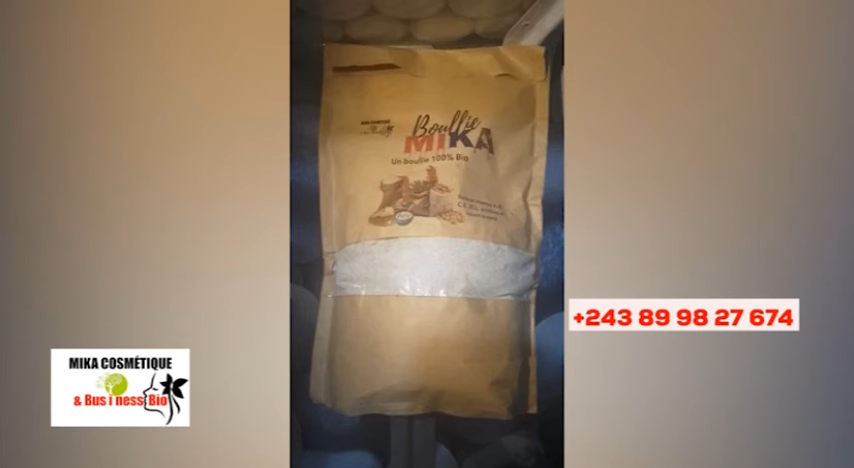 Bouillie
MIKA
Un bouillie 100% Bio
+243 89 98 27 674
MIKA COSMÉTIQUE
& Bus i ness Bio